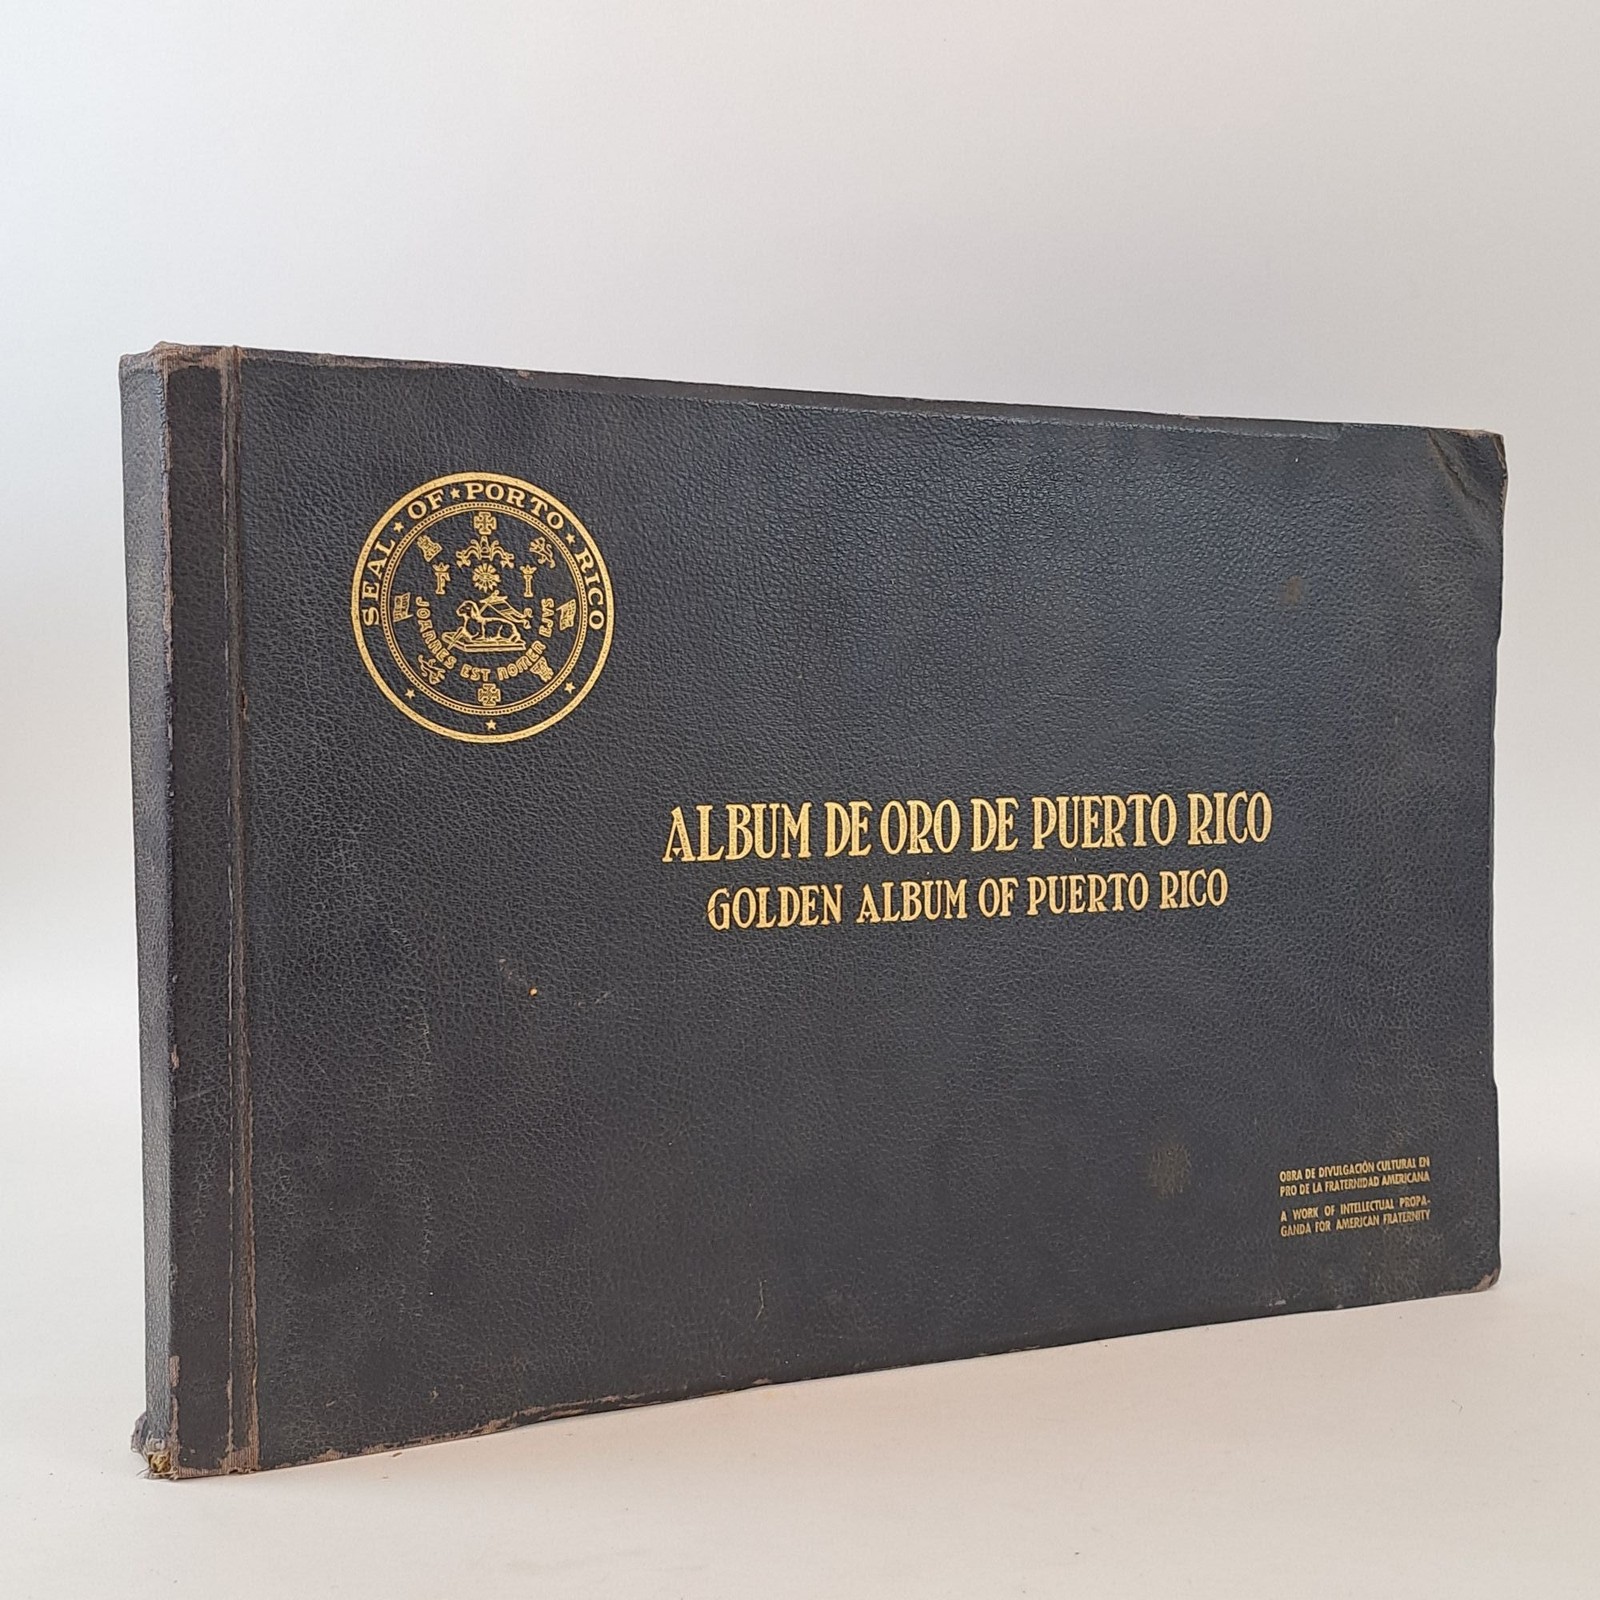 SEAL ★ OF ★ PORTO ★ RICO
F I
JOANNES EST NOMEN EJVS
ALBUM DE ORO DE PUERTO RICO
GOLDEN ALBUM OF PUERTO RICO
OBRA DE DIVULGACIÓN CULTURAL EN
PRO DE LA FRATERNIDAD AMERICANA
A WORK OF INTELLECTUAL PROPA-
GANDA FOR AMERICAN FRATERNITY